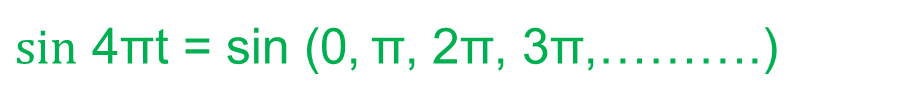 sin 4πt = sin (0, π, 2π, 3π,..........)